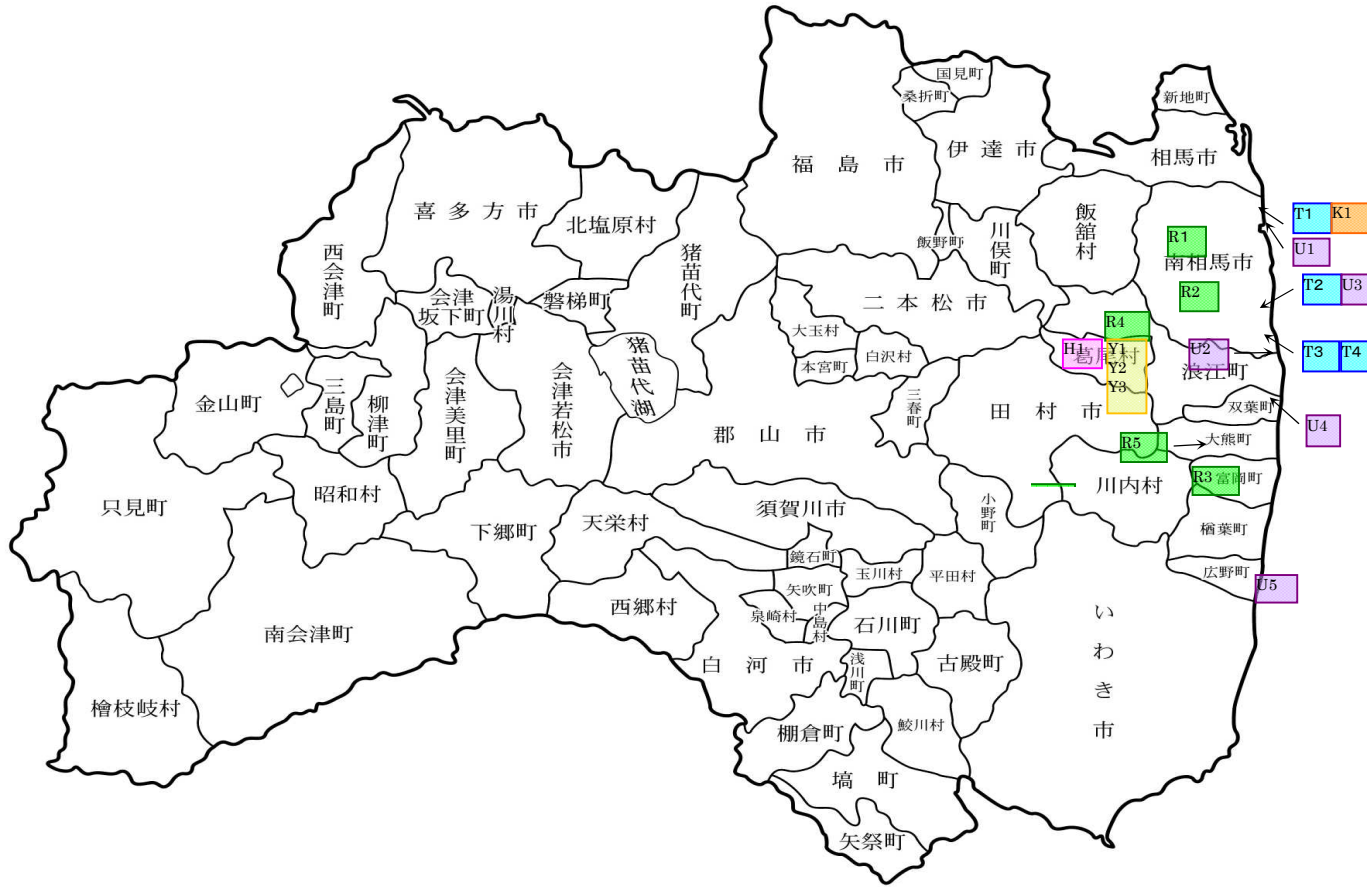 国見町
桑折町
新地町
伊達市
相馬市
福島市
喜多方市
北塩原村
飯舘村
T1 K1
川俣町
飯野町
R1
U1
猪苗代町
西会津町
南相馬市
会津坂下町
湯川村
磐梯町
二本松市
R2
T2 U3
大玉村
R4
猪苗代湖
白沢村
H1
葛尾村
Y1
Y2
Y3
U2
浪江町
T3 T4
本宮町
会津若松市
会津美里町
三島町
柳津町
金山町
三春町
田村市
双葉町
U4
郡山市
R5
大熊町
只見町
昭和村
川内村
R3
富岡町
小野町
須賀川市
天栄村
下郷町
楢葉町
鏡石町
玉川村
平田村
広野町
U5
矢吹町
泉崎村
中島村
西郷村
石川町
南会津町
白河市
浅川町
古殿町
いわき市
檜枝岐村
棚倉町
鮫川村
塙町
矢祭町